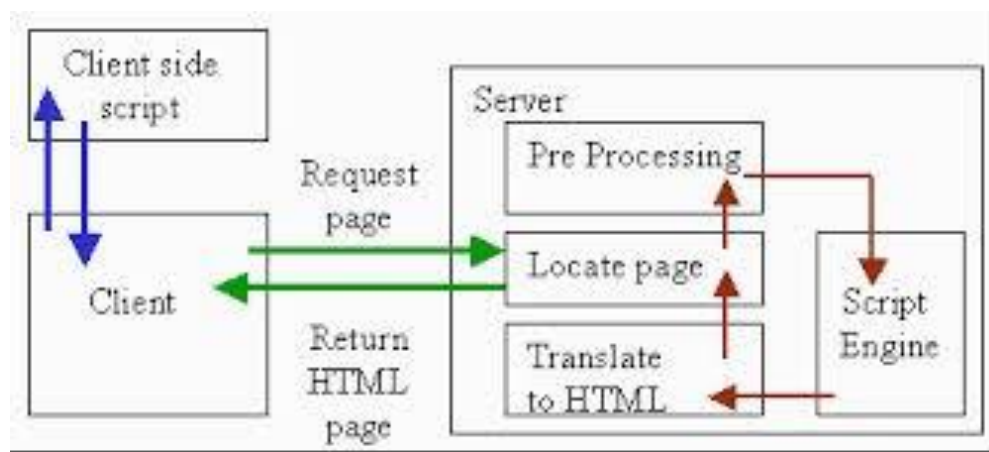 Client side
script
Server
Pre Processing
Request
page
Locate page
Client
Script
Engine
Return
HTML
page
Translate
to HTML